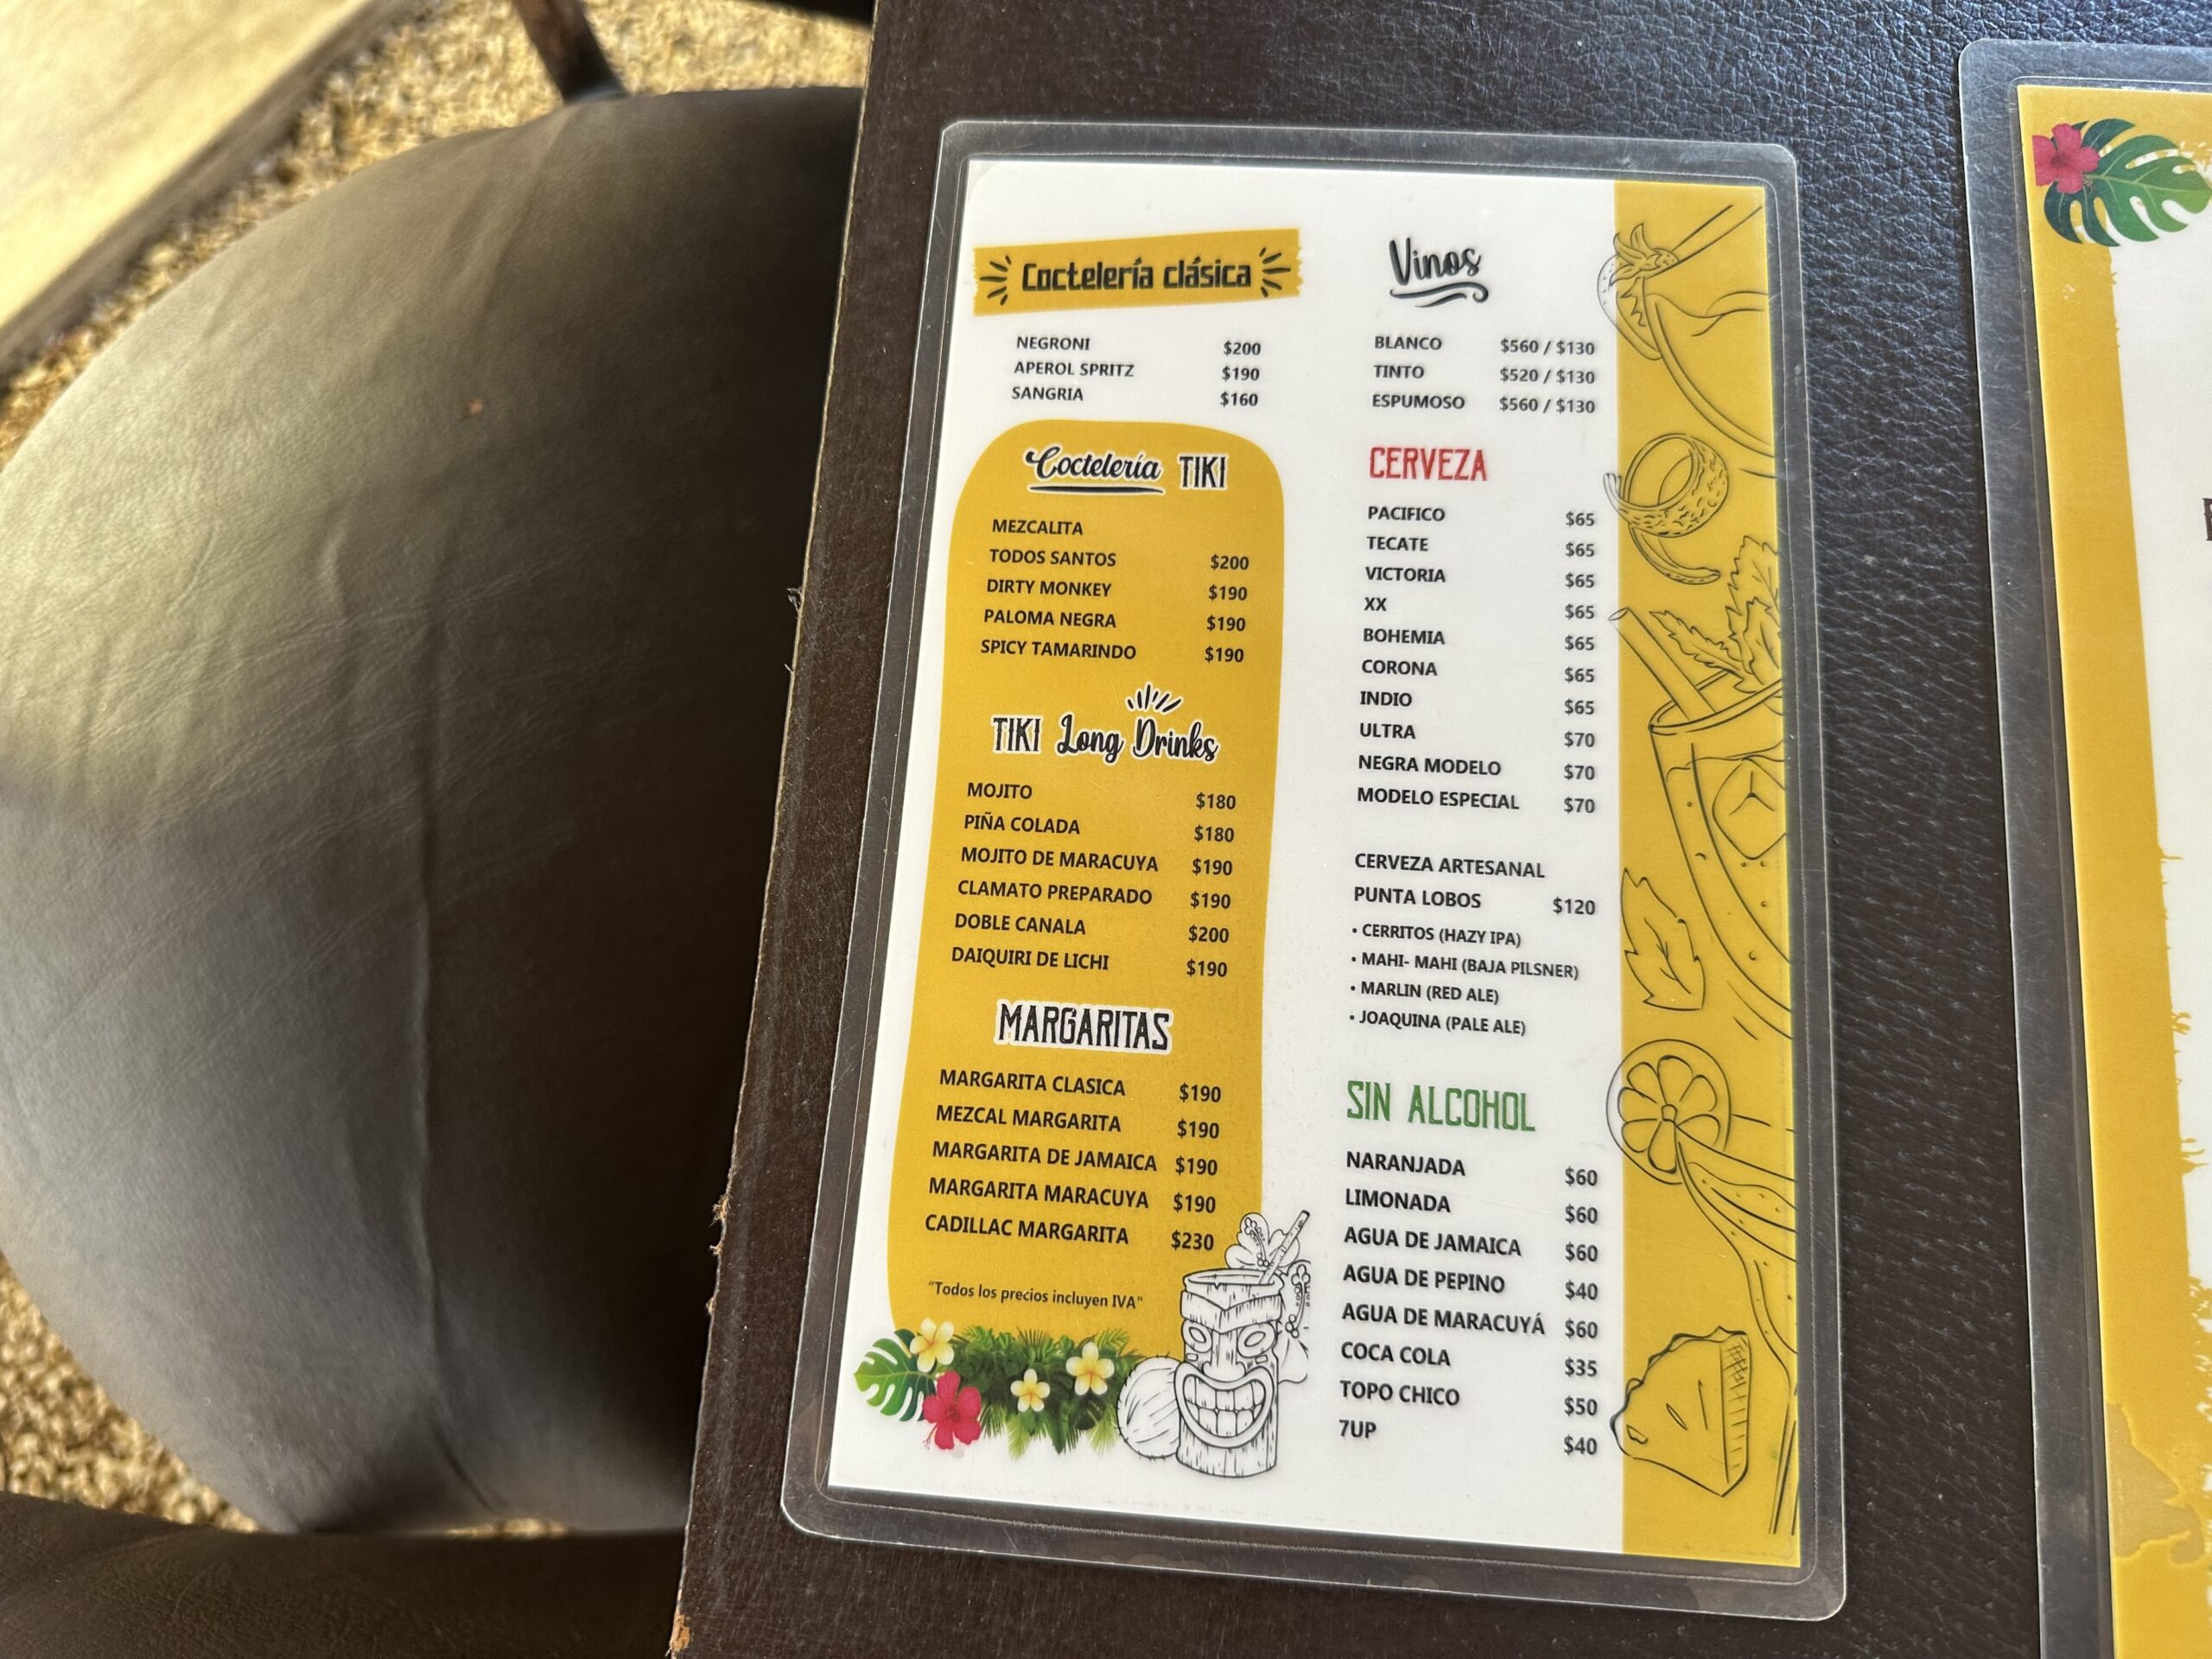 Coctelería clásica
NEGRONI $200
APEROL SPRITZ $190
SANGRIA $160
Coctelería TIKI
MEZCALITA
TODOS SANTOS $200
DIRTY MONKEY $190
PALOMA NEGRA $190
SPICY TAMARINDO $190
TIKI Long Drinks
MOJITO $180
PIÑA COLADA $180
MOJITO DE MARACUYA $190
CLAMATO PREPARADO $190
DOBLE CANALA $200
DAIQUIRI DE LICHI $190
MARGARITAS
MARGARITA CLASICA $190
MEZCAL MARGARITA $190
MARGARITA DE JAMAICA $190
MARGARITA MARACUYA $190
CADILLAC MARGARITA $230
"Todos los precios incluyen IVA"
Vinos
BLANCO $560 / $130
TINTO $520 / $130
ESPUMOSO $560 / $130
CERVEZA
PACIFICO $65
TECATE $65
VICTORIA $65
XX $65
BOHEMIA $65
CORONA $65
INDIO $65
ULTRA $70
NEGRA MODELO $70
MODELO ESPECIAL $70
CERVEZA ARTESANAL
PUNTA LOBOS $120
• CERRITOS (HAZY IPA)
• MAHI- MAHI (BAJA PILSNER)
• MARLIN (RED ALE)
• JOAQUINA (PALE ALE)
SIN ALCOHOL
NARANJADA $60
LIMONADA $60
AGUA DE JAMAICA $60
AGUA DE PEPINO $40
AGUA DE MARACUYÁ $60
COCA COLA $35
TOPO CHICO $50
7UP $40